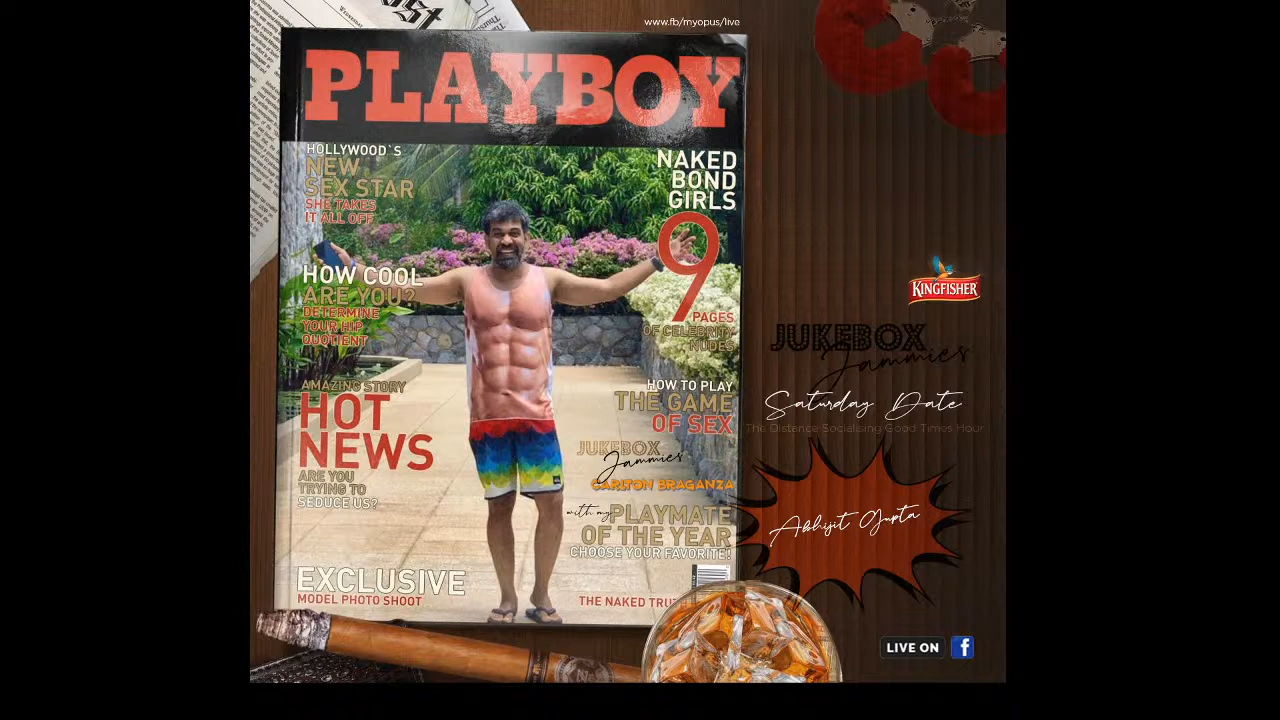 www.fb/myopus/live
PLAYBOY
HOLLYWOOD`S
NEW
SEX STAR
SHE TAKES
IT ALL OFF
NAKED
BOND
GIRLS
9
PAGES
OF CELEBRITY
NUDES
HOW COOL
ARE YOU?
DETERMINE
YOUR HIP
QUOTIENT
AMAZING STORY
HOT
NEWS
ARE YOU
TRYING TO
SEDUCE US?
HOW TO PLAY
THE GAME
OF SEX
JUKEBOX
Jammies
CARLTON BRAGANZA
with my PLAYMATE
OF THE YEAR
CHOOSE YOUR FAVORITE!
EXCLUSIVE
MODEL PHOTO SHOOT
THE NAKED
KINGFISHER
JUKEBOX
Jammies
Saturday Date
The Distance Socialising Good Times Hour
Abhijit Gupta
LIVE ON f